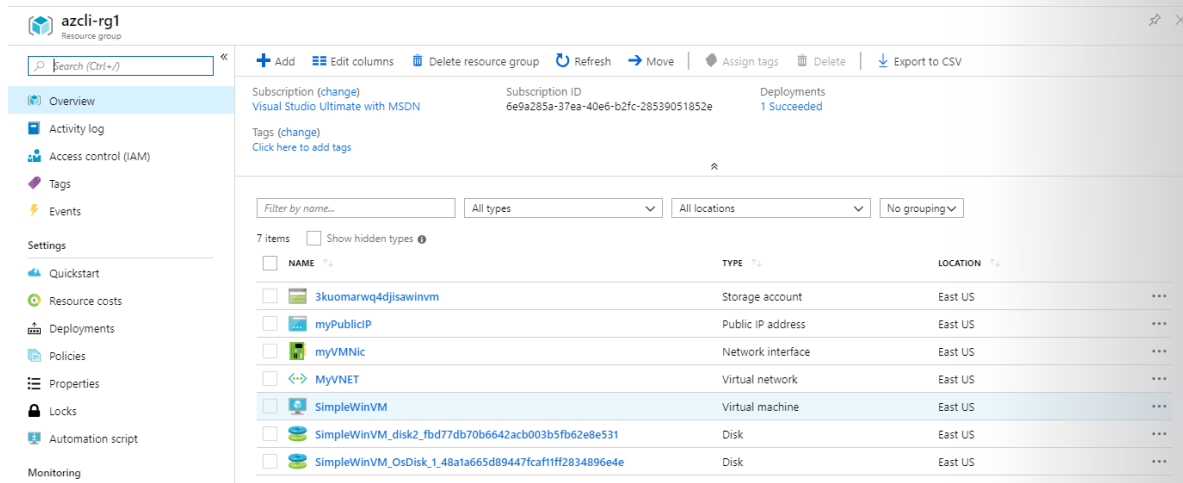 azcli-rg1
Resource group
Search (Ctrl+/)
Overview
Activity log
Access control (IAM)
Tags
Events
Settings
Quickstart
Resource costs
Deployments
Policies
Properties
Locks
Automation script
Monitoring
Add Edit columns Delete resource group Refresh Move Assign tags Delete Export to CSV
Subscription (change) Subscription ID Deployments
Visual Studio Ultimate with MSDN 6e9a285a-37ea-40e6-b2fc-28539051852e 1 Succeeded
Tags (change)
Click here to add tags
Filter by name... All types All locations No grouping
7 items Show hidden types
NAME TYPE LOCATION
3kuomarwq4djisawinvm Storage account East US
myPublicIP Public IP address East US
myVMNic Network interface East US
MyVNET Virtual network East US
SimpleWinVM Virtual machine East US
SimpleWinVM_disk2_fbd77db70b6642acb003b5fb62e8e531 Disk East US
SimpleWinVM_OsDisk_1_48a1a665d89447fcaf11ff2834896e4e Disk East US